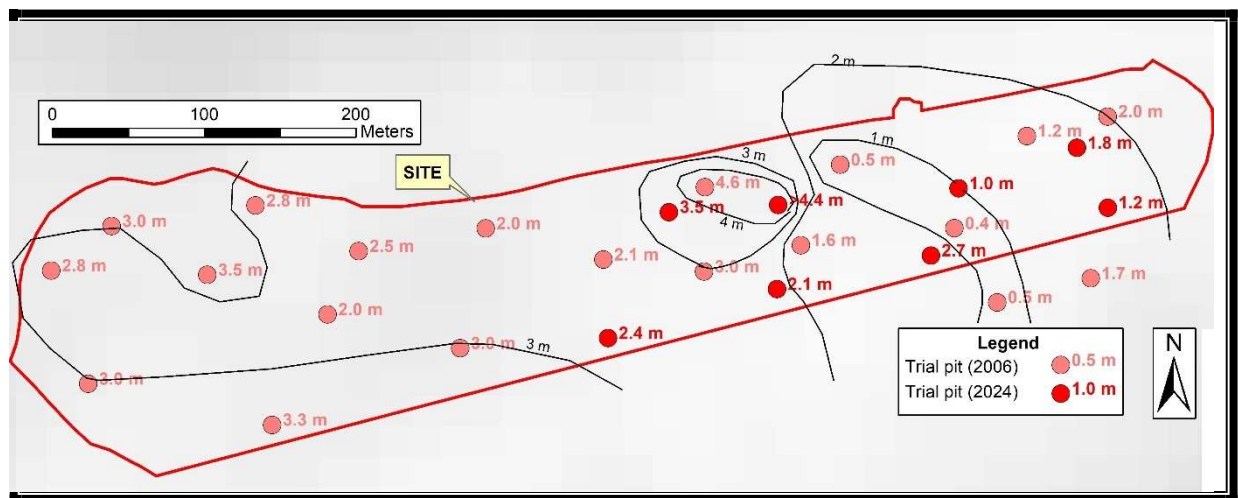 2 m
0 100 200
Meters
2.0 m
1.2 m
1.8 m
1 m
3 m
0.5 m
SITE
4.6 m
1.0 m
2.8 m
3.5 m
>4.4 m
1.2 m
4 m
3.0 m
2.0 m
0.4 m
2.5 m
1.6 m
2.7 m
2.1 m
2.8 m
3.5 m
3.0 m
1.7 m
2.1 m
0.5 m
2.0 m
2.4 m
3.0 m
3 m
3.0 m
3.3 m
Legend
Trial pit (2006) 0.5 m
Trial pit (2024) 1.0 m
N